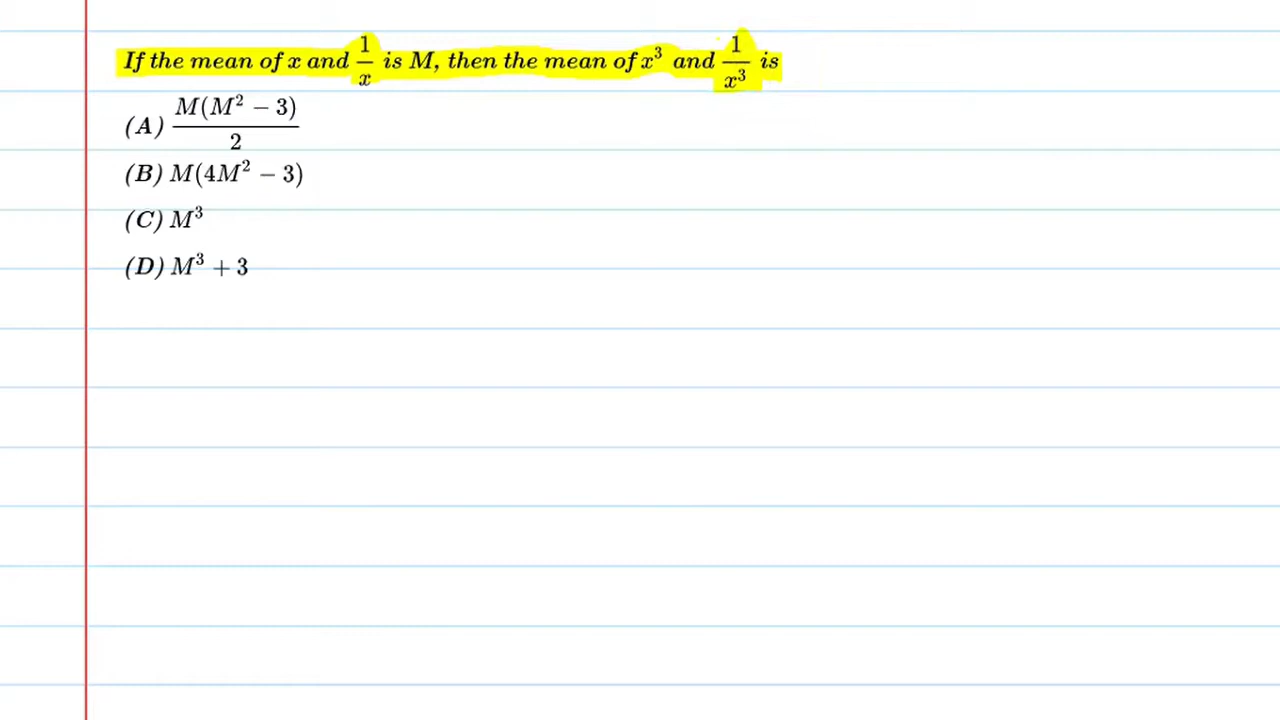 If the mean of x and 1/x is M, then the mean of x³ and 1/x³ is
(A) M(M² − 3)/2
(B) M(4M² − 3)
(C) M³
(D) M³ + 3